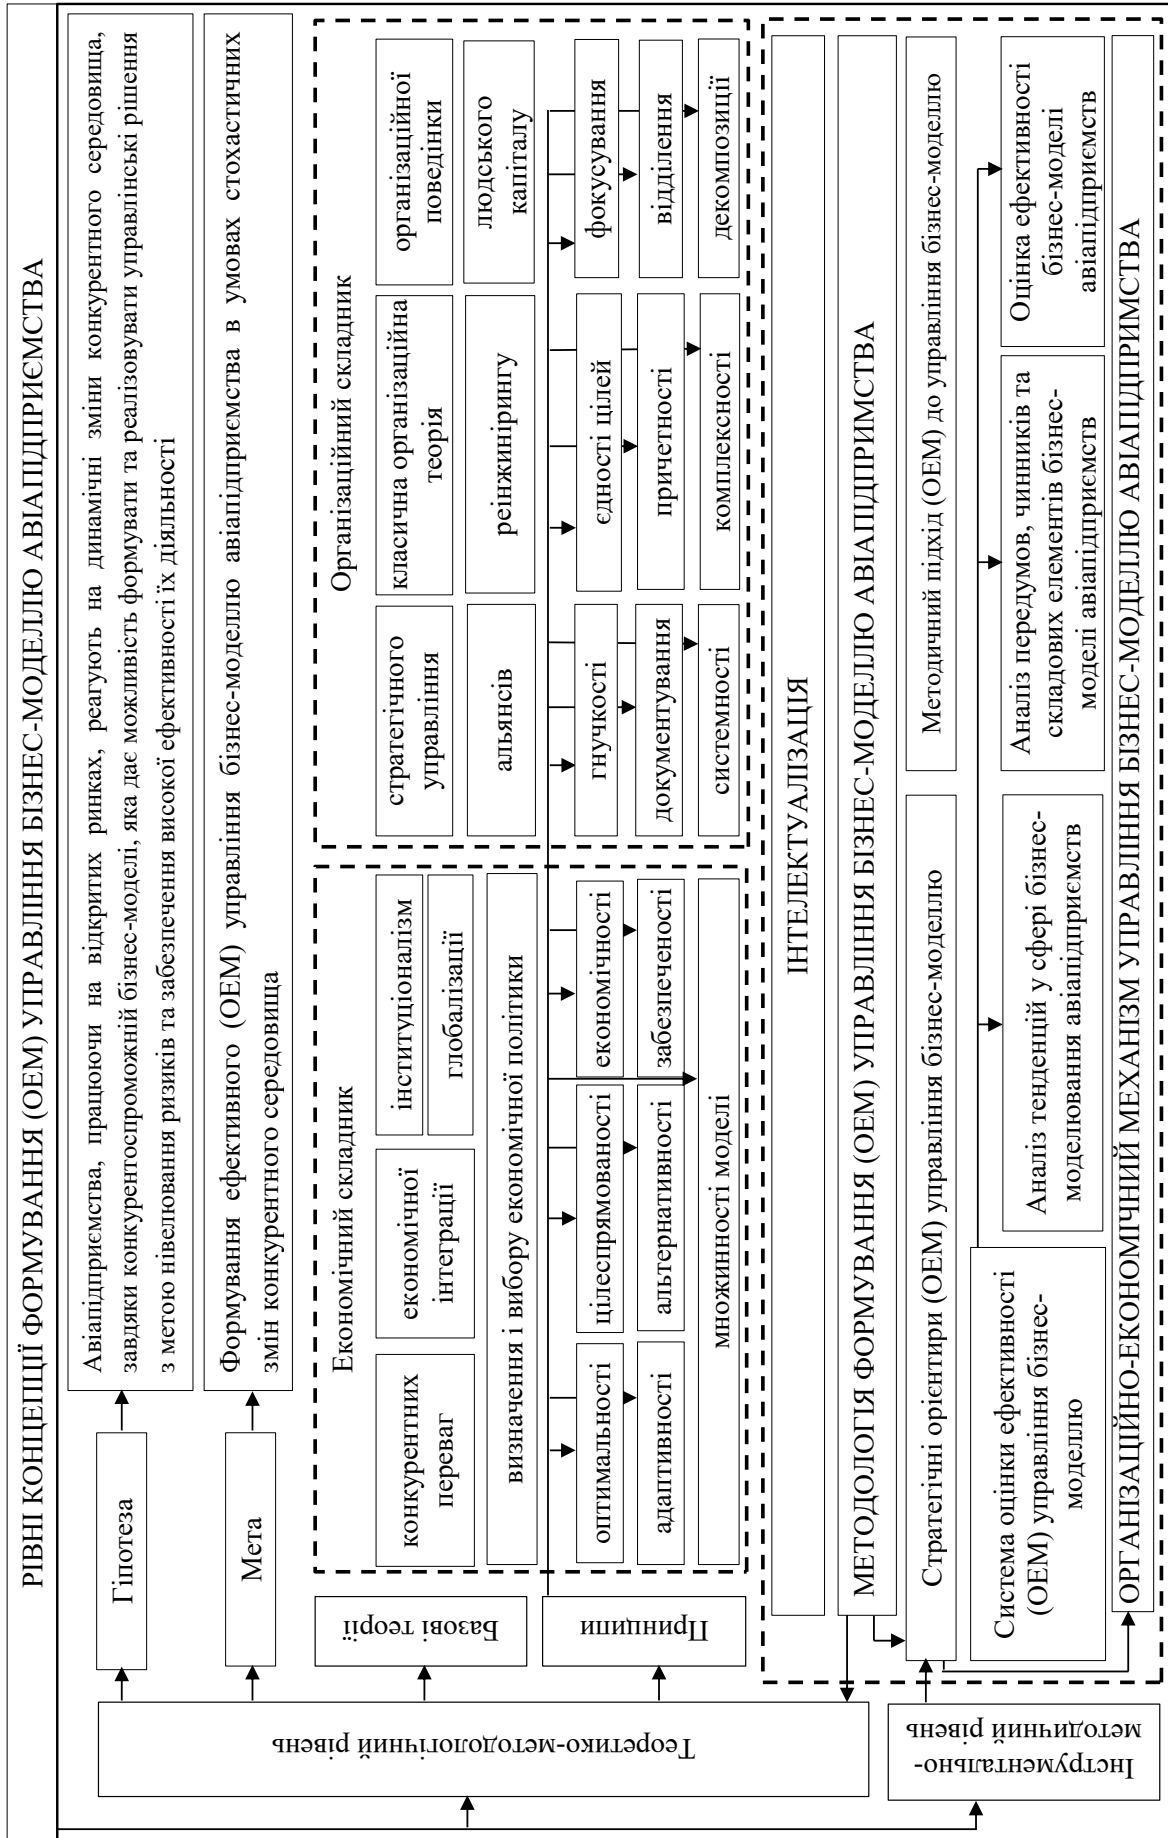 РІВНІ КОНЦЕПЦІЇ ФОРМУВАННЯ (ОЕМ) УПРАВЛІННЯ БІЗНЕС-МОДЕЛЛЮ АВІАПІДПРИЄМСТВА
Теоретико-методологічний рівень
Гіпотеза
Авіапідприємства, працюючи на відкритих ринках, реагують на динамічні зміни конкурентного середовища,
завдяки конкурентоспроможній бізнес-моделі, яка дає можливість формувати та реалізовувати управлінські рішення
з метою нівелювання ризиків та забезпечення високої ефективності їх діяльності
Мета
Формування ефективного (ОЕМ) управління бізнес-моделлю авіапідприємства в умовах стохастичних
змін конкурентного середовища
Базові теорії
Економічний складник
конкурентних
переваг
економічної
інтеграції
інституціоналізм
глобалізації
визначення і вибору економічної політики
Організаційний складник
стратегічного
управління
класична організаційна
теорія
організаційної
поведінки
альянсів
реінжинірингу
людського
капіталу
Принципи
оптимальності
цілеспрямованості
економічності
гнучкості
єдності цілей
фокусування
адаптивності
альтернативності
забезпеченості
документування
причетності
відділення
множинності моделі
системності
комплексності
декомпозиції
Інструментально-
методичний рівень
ІНТЕЛЕКТУАЛІЗАЦІЯ
МЕТОДОЛОГІЯ ФОРМУВАННЯ (ОЕМ) УПРАВЛІННЯ БІЗНЕС-МОДЕЛЛЮ АВІАПІДПРИМСТВА
Стратегічні орієнтири (ОЕМ) управління бізнес-моделлю
Методичний підхід (ОЕМ) до управління бізнес-моделлю
Система оцінки ефективності
(ОЕМ) управління бізнес-
моделлю
Аналіз тенденцій у сфері бізнес-
моделювання авіапідприємств
Аналіз передумов, чинників та
складових елементів бізнес-
моделі авіапідприємств
Оцінка ефективності
бізнес-моделі
авіапідприємств
ОРГАНІЗАЦІЙНО-ЕКОНОМІЧНИЙ МЕХАНІЗМ УПРАВЛІННЯ БІЗНЕС-МОДЕЛЛЮ АВІАПІДПРИМСТВА